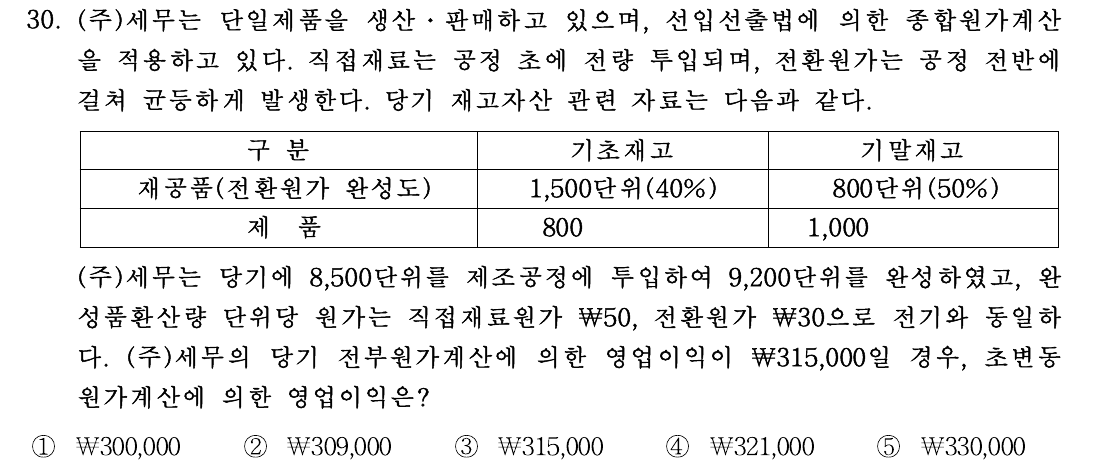 30. (주)세무는 단일제품을 생산 · 판매하고 있으며, 선입선출법에 의한 종합원가계산
을 적용하고 있다. 직접재료는 공정 초에 전량 투입되며, 전환원가는 공정 전반에
걸쳐 균등하게 발생한다. 당기 재고자산 관련 자료는 다음과 같다.
구 분 기초재고 기말재고
재공품(전환원가 완성도) 1,500단위(40%) 800단위(50%)
제 품 800 1,000
(주)세무는 당기에 8,500단위를 제조공정에 투입하여 9,200단위를 완성하였고, 완
성품환산량 단위당 원가는 직접재료원가 ₩50, 전환원가 ₩30으로 전기와 동일하
다. (주)세무의 당기 전부원가계산에 의한 영업이익이 ₩315,000일 경우, 초변동
원가계산에 의한 영업이익은?
① ₩300,000 ② ₩309,000 ③ ₩315,000 ④ ₩321,000 ⑤ ₩330,000